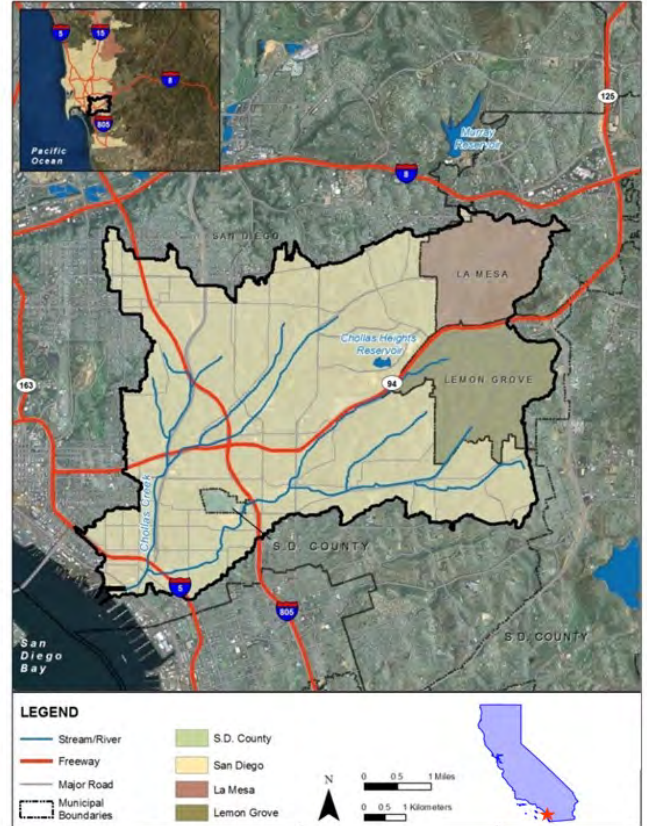 5
15
8
805
Pacific
Ocean
125
Murray
Reservoir
8
SAN DIEGO
LA MESA
Chollas Heights
Reservoir
94
LEMON GROVE
163
Chollas Creek
S.D. COUNTY
5
805
San
Diego
Bay
S.D. COUNTY
LEGEND
Stream/River
Freeway
Major Road
Municipal
Boundaries
S.D. County
San Diego
La Mesa
Lemon Grove
N
0 0.5 1 Miles
0 0.5 1 Kilometers